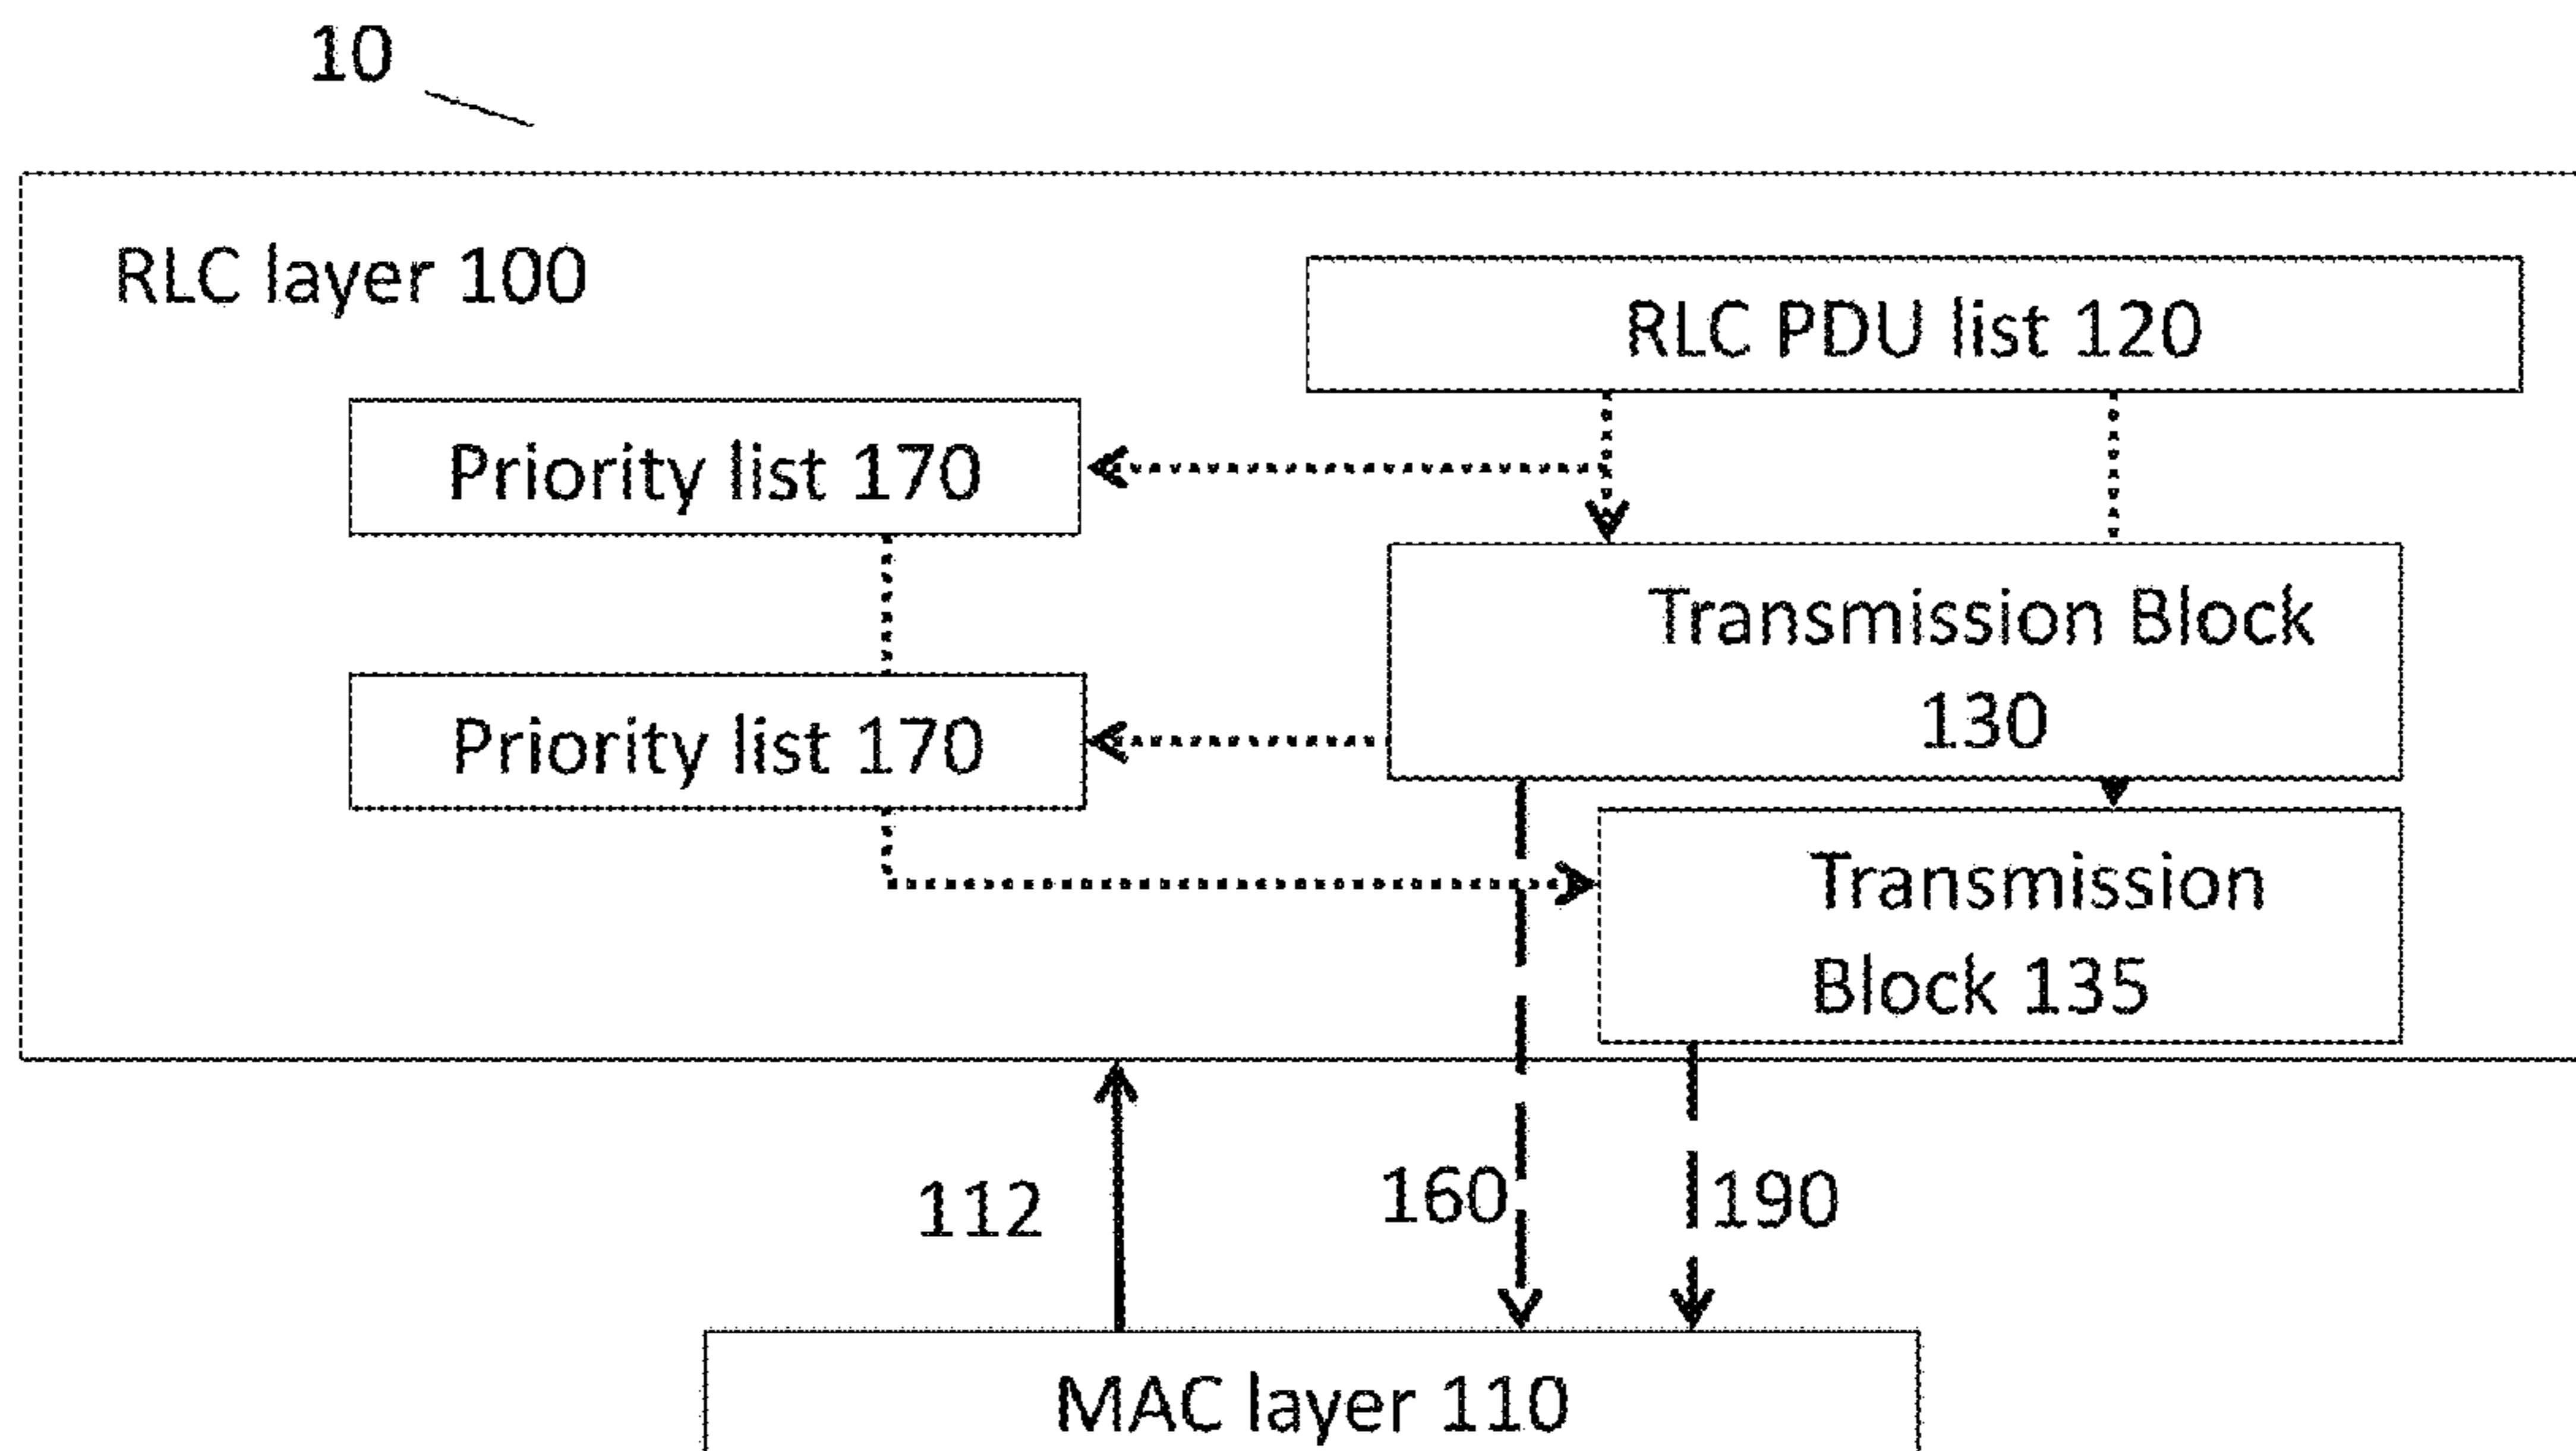 10
RLC layer 100
RLC PDU list 120
Priority list 170
Transmission Block
130
Priority list 170
Transmission
Block 135
112
160
190
MAC layer 110